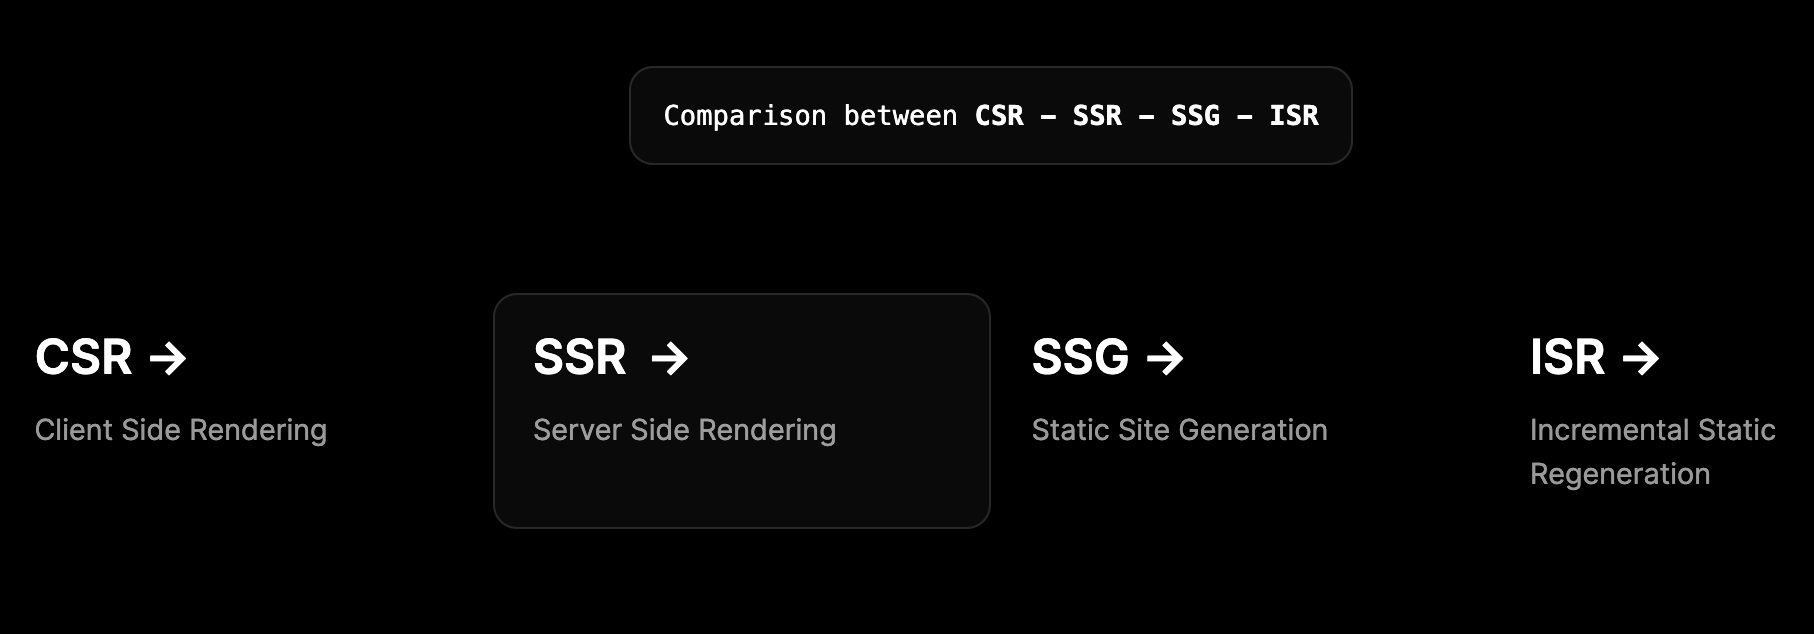 Comparison between CSR – SSR – SSG – ISR
CSR →
Client Side Rendering
SSR →
Server Side Rendering
SSG →
Static Site Generation
ISR →
Incremental Static
Regeneration